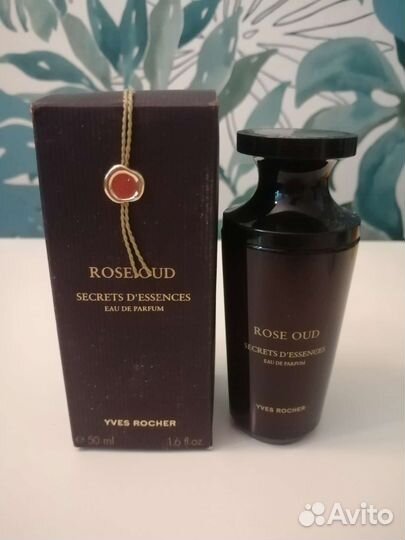 ROSE OUD
SECRETS D'ESSENCES
EAU DE PARFUM
YVES ROCHER
℮ 50 ml 1.6 fl.oz.
ROSE OUD
SECRETS D'ESSENCES
EAU DE PARFUM
YVES ROCHER
Avito